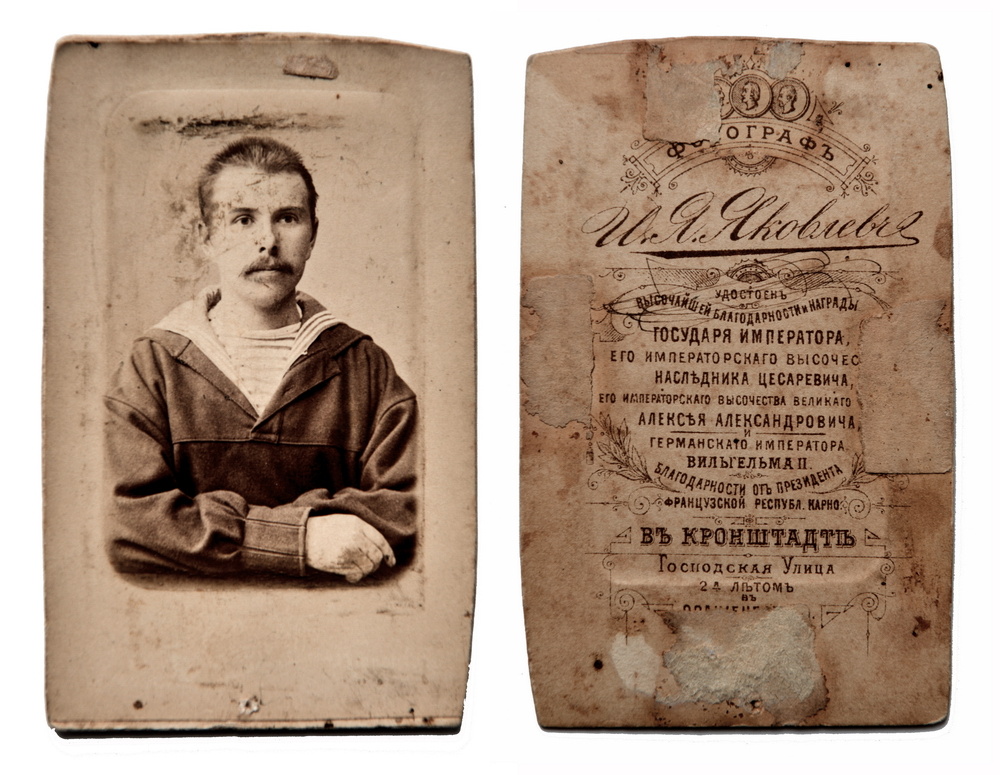 ФОТОГРАФЪ
И. Я. Яковлевъ
УДОСТОЕНЪ
ВЫСОЧАЙШЕЙ БЛАГОДАРНОСТИ и НАГРАДЫ
ГОСУДАРЯ ИМПЕРАТОРА,
ЕГО ИМПЕРАТОРСКАГО ВЫСОЧЕС
НАСЛѢДНИКА ЦЕСАРЕВИЧА,
ЕГО ИМПЕРАТОРСКАГО ВЫСОЧЕСТВА ВЕЛИКАГО
АЛЕКСѢЯ АЛЕКСАНДРОВИЧА,
И
ГЕРМАНСКАГО ИМПЕРАТОРА
ВИЛЬГЕЛЬМА II.
БЛАГОДАРНОСТИ ОТЪ ПРЕЗИДЕНТА
ФРАНЦУЗСКОЙ РЕСПУБЛ. КАРНО.
ВЪ КРОНШТАДТѢ
Господская Улица
24 ЛѢТОМЪ
ВЪ